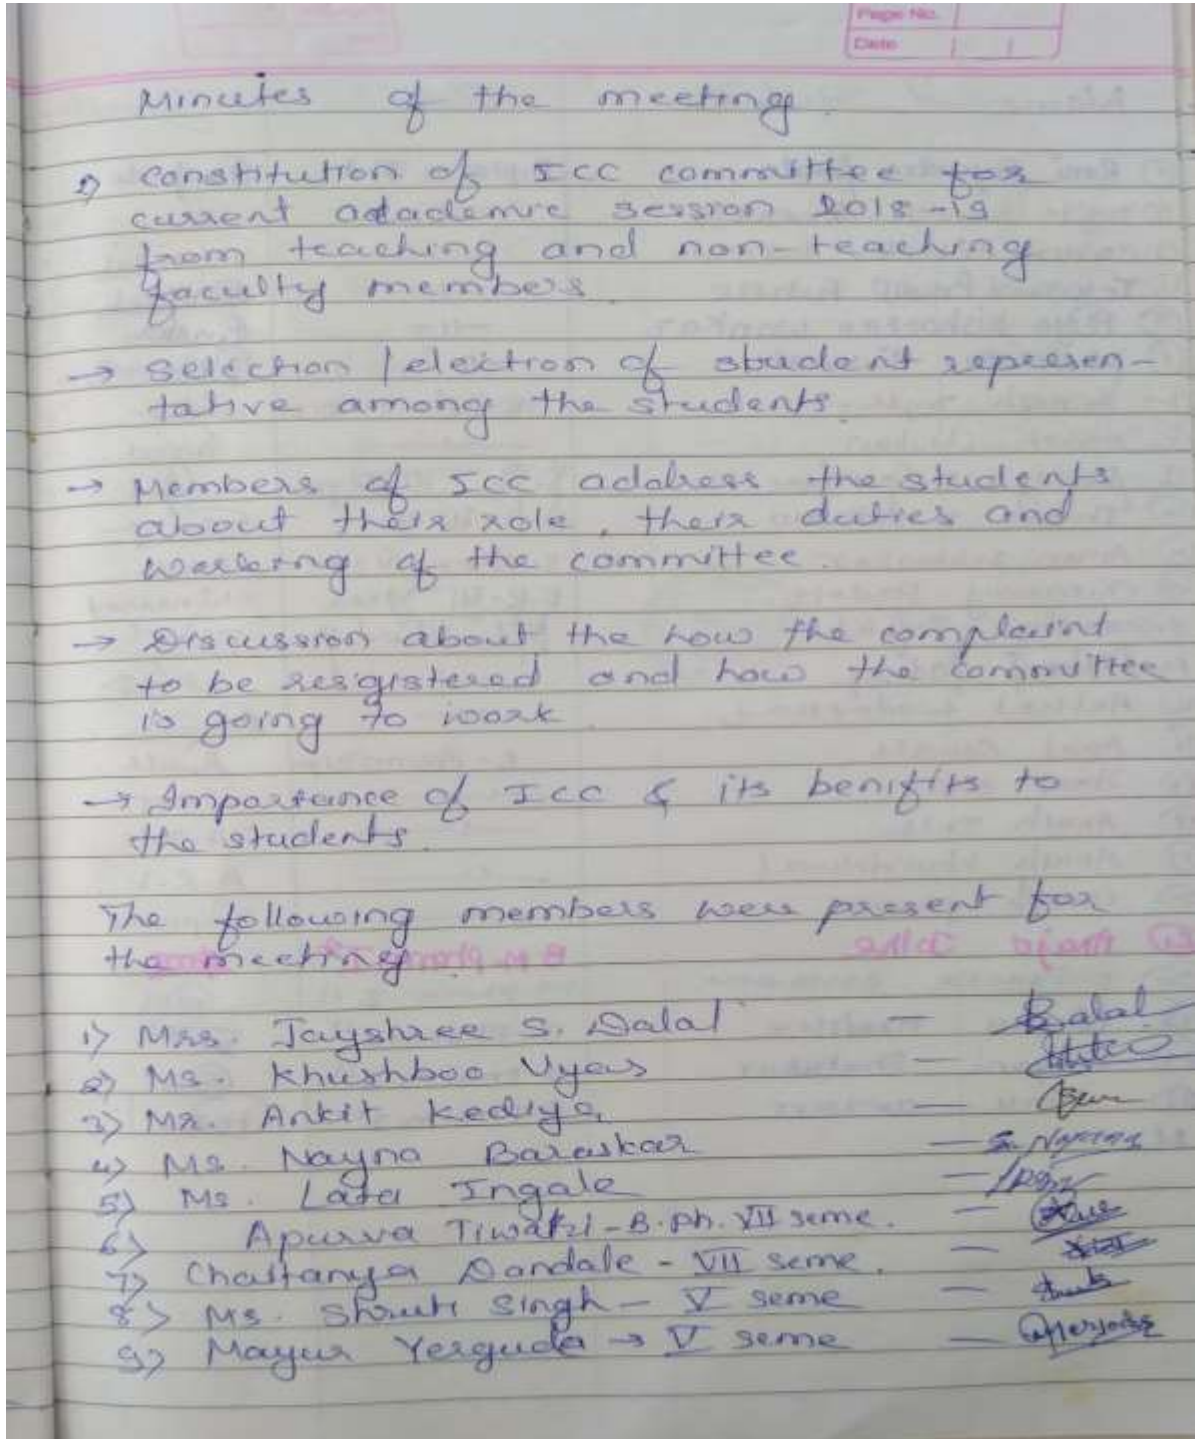 Page No.
Date
Minutes of the meeting.
1) Constitution of ICC committee for
current adademic session 2018-19
from teaching and non-teaching
faculty members.
→ Selection / election of student represen-
tative among the students.
→ Members of ICC address the students
about their role, their duties and
working of the committee.
→ Discussion about the how the complaint
to be resgistered and how the committee
is going to work.
→ Importance of ICC & its benifits to
the students.
The following members were present for
the meeting.
1) Mrs. Jayshree S. Dalal — Dalal
2) Ms. Khushboo Vyas —
3) Mr. Ankit Kediya —
4) Ms. Nayna Baraskar —
5) Ms. Lata Ingale —
6) Apurva Tiwari - B.Ph. VII seme. —
7) Chaitanya Dandale - VII seme. —
8) Ms. Shruti Singh - V seme —
9) Mayur Yerguda → V seme —